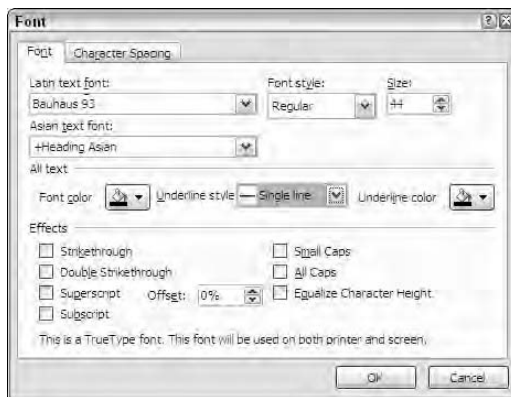 Font
Font Character Spacing
Latin text font: Font style: Size:
Bauhaus 93 Regular 44
Asian text font:
+Heading Asian
All text
Font color Underline style Single line Underline color
Effects
Strikethrough Small Caps
Double Strikethrough All Caps
Superscript Offset: 0% Equalize Character Height
Subscript
This is a TrueType font. This font will be used on both printer and screen.
OK Cancel